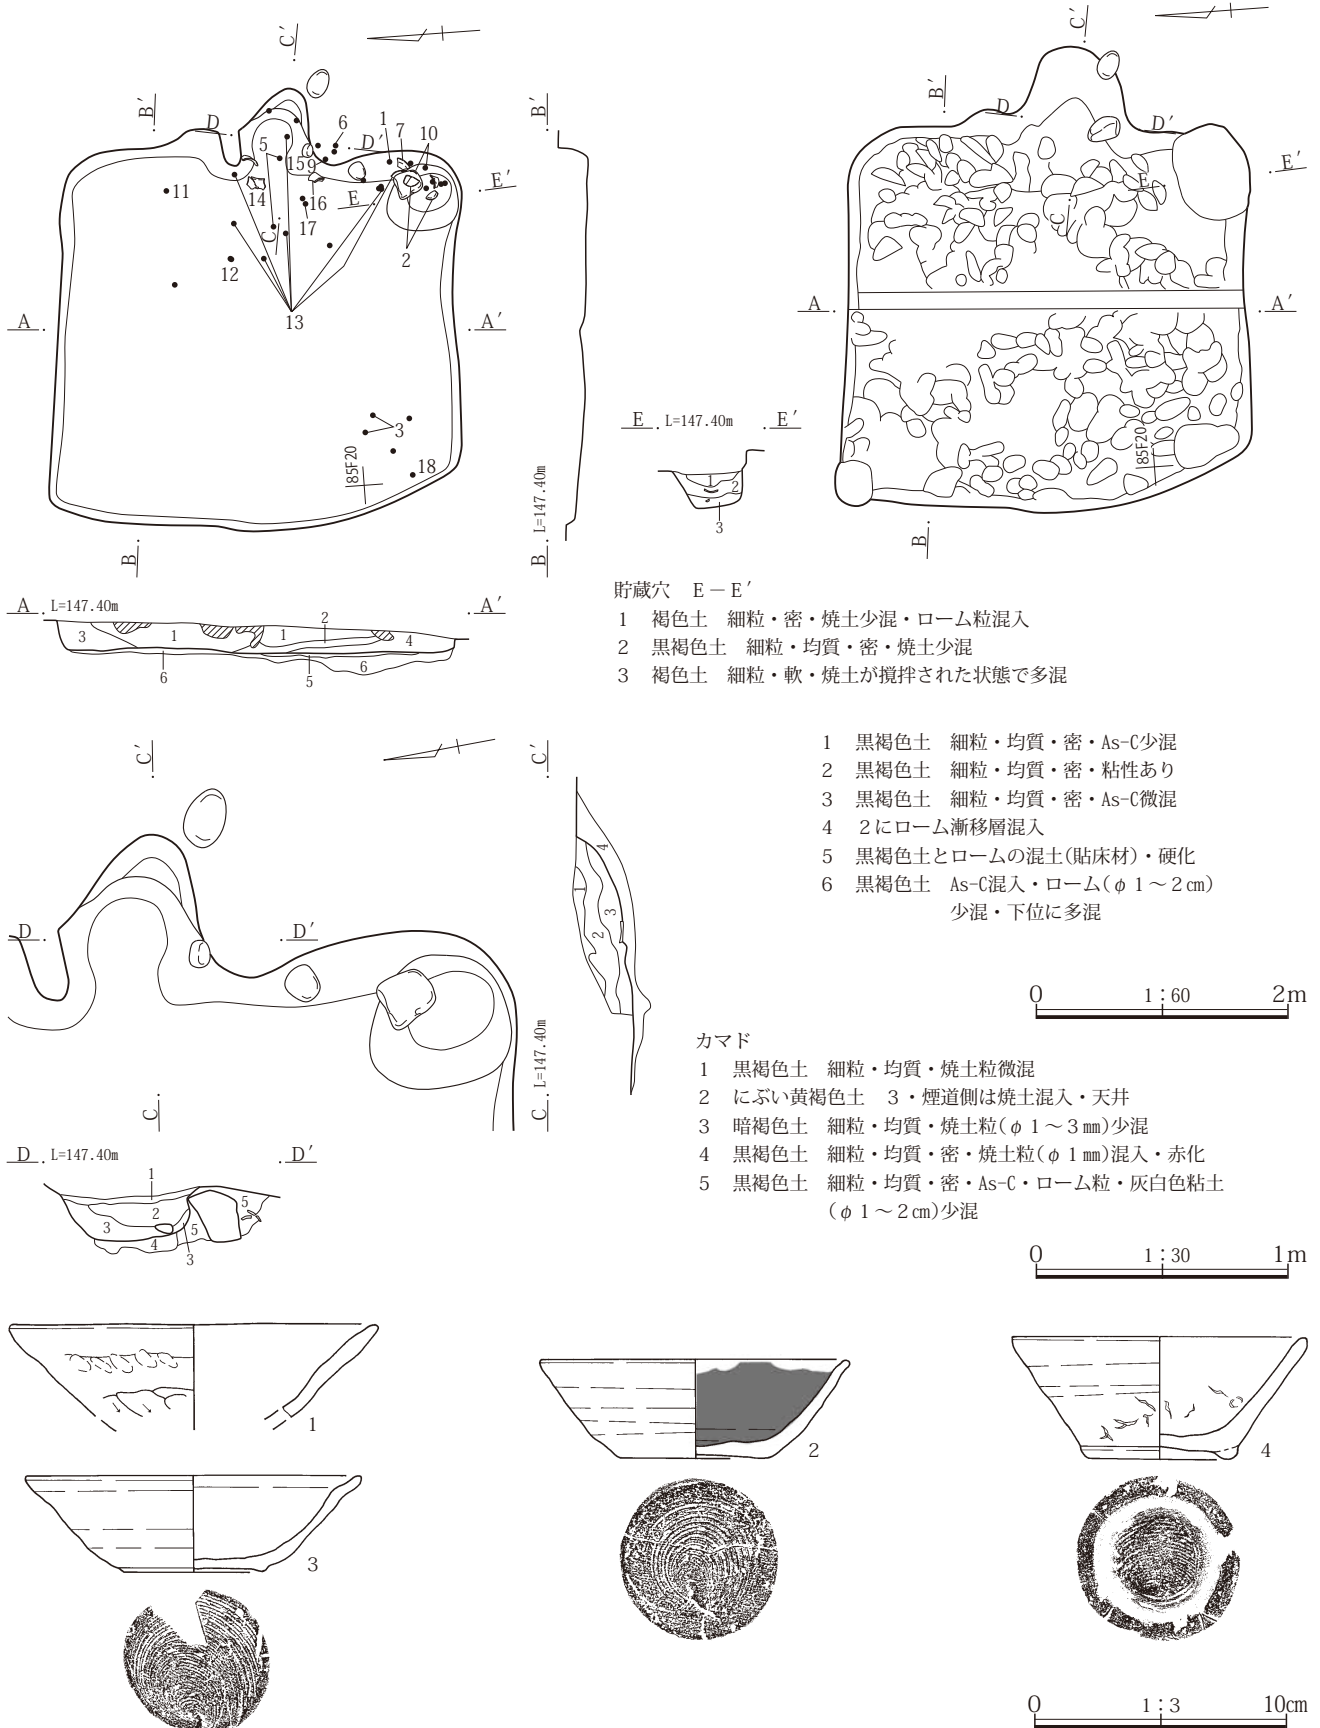 C′
B′
D
6
1
7
10
D′
5
15
9
11
14
16
E
E′
17
C
2
12
13
A
A′
3
85F20
18
B
B′
B L=147.40m
C′
B′
D
D′
E′
E
C
A
A′
85F20
B
E L=147.40m E′
1
2
3
A L=147.40m A′
3
1
1
2
4
6
5
6
貯蔵穴 E－E′
1 褐色土 細粒・密・焼土少混・ローム粒混入
2 黒褐色土 細粒・均質・密・焼土少混
3 褐色土 細粒・軟・焼土が撹拌された状態で多混
1 黒褐色土 細粒・均質・密・As-C少混
2 黒褐色土 細粒・均質・密・粘性あり
3 黒褐色土 細粒・均質・密・As-C微混
4 2にローム漸移層混入
5 黒褐色土とロームの混土(貼床材)・硬化
6 黒褐色土 As-C混入・ローム(φ1～2㎝)
少混・下位に多混
C′
D
D′
C
C′
C L=147.40m
1
2
3
4
0 1：60 2m
カマド
1 黒褐色土 細粒・均質・焼土粒微混
2 にぶい黄褐色土 3・煙道側は焼土混入・天井
3 暗褐色土 細粒・均質・焼土粒(φ1～3㎜)少混
4 黒褐色土 細粒・均質・密・焼土粒(φ1㎜)混入・赤化
5 黒褐色土 細粒・均質・密・As-C・ローム粒・灰白色粘土
(φ1～2㎝)少混
D L=147.40m D′
1
2
3
4
5
3
5
0 1：30 1m
1
2
4
3
0 1：3 10cm